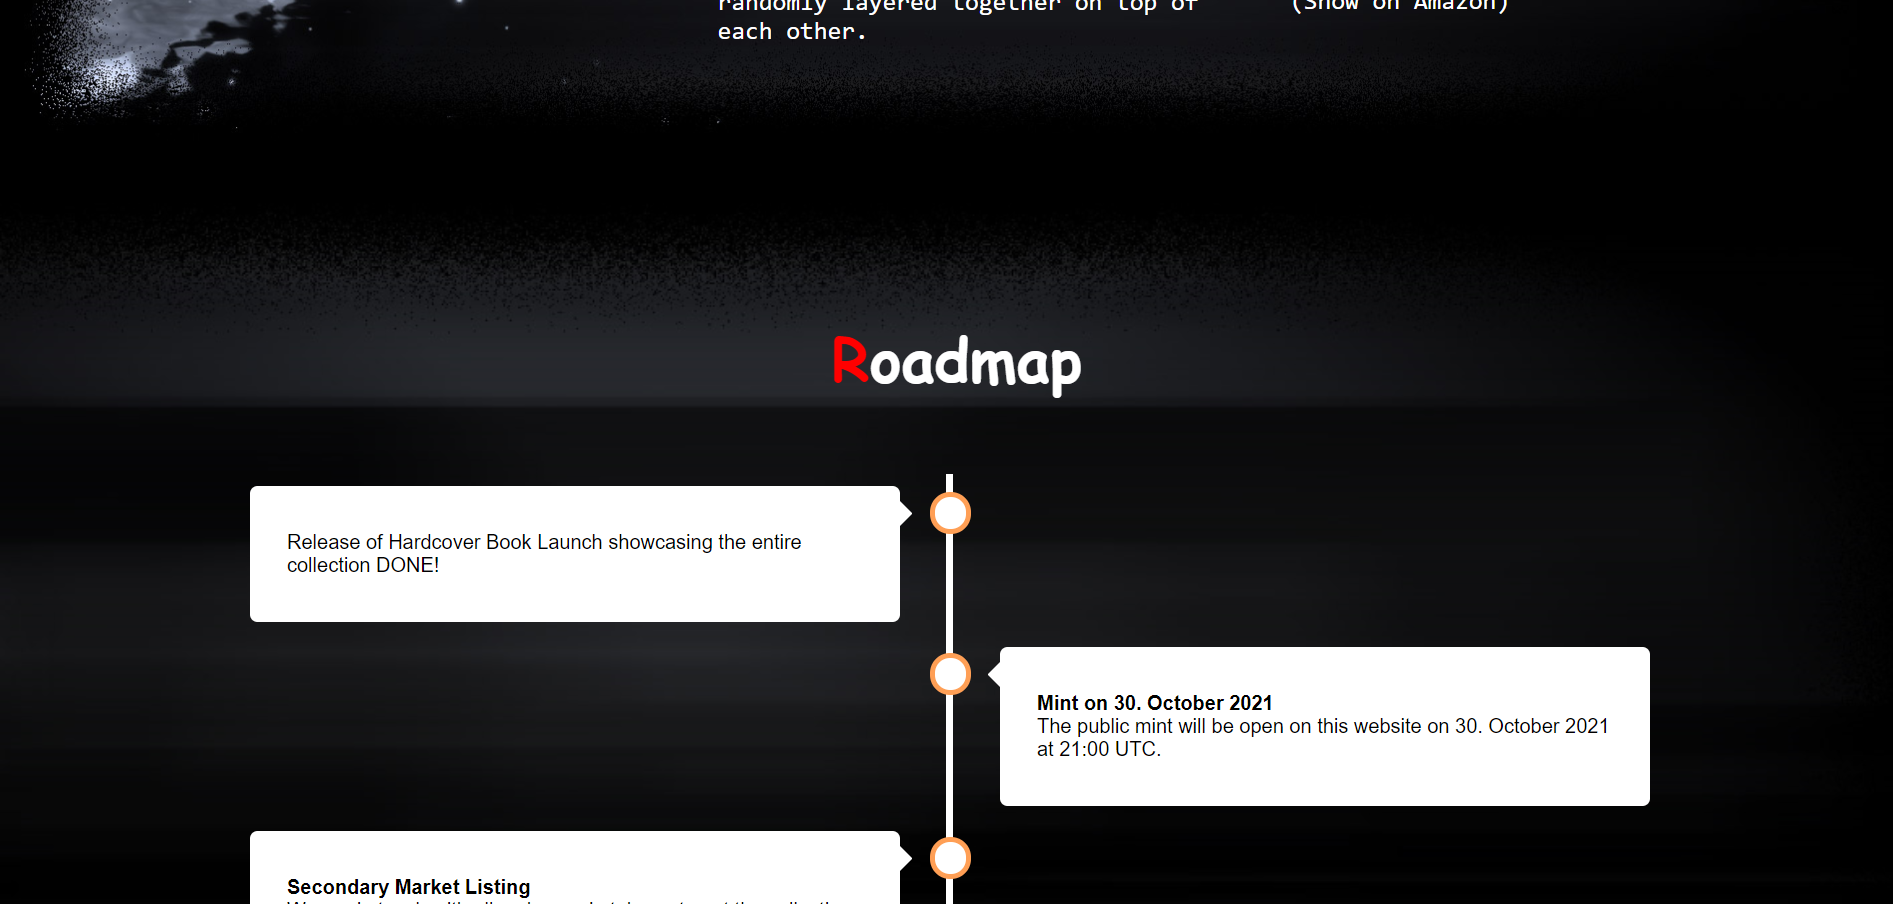 randomly layered together on top of
each other.
(Show on Amazon)
Roadmap
Release of Hardcover Book Launch showcasing the entire
collection DONE!
Mint on 30. October 2021
The public mint will be open on this website on 30. October 2021
at 21:00 UTC.
Secondary Market Listing